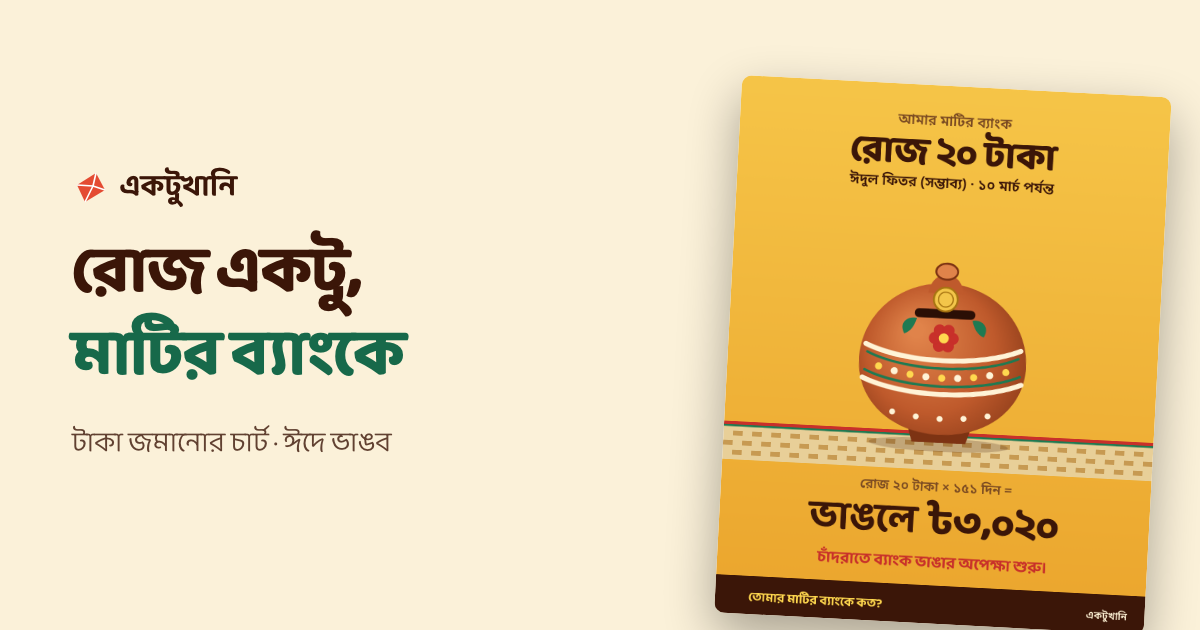 একটুখানি
রোজ একটু,
মাটির ব্যাংকে
টাকা জমানোর চার্ট · ঈদে ভাঙব
আমার মাটির ব্যাংক
রোজ ২০ টাকা
ঈদুল ফিতর (সম্ভাব্য) · ১০ মার্চ পর্যন্ত
রোজ ২০ টাকা × ১৫১ দিন =
ভাঙলে ৳৩,০২০
চাঁদরাতে ব্যাংক ভাঙার অপেক্ষা শুরু।
তোমার মাটির ব্যাংকে কত?
একটুখানি